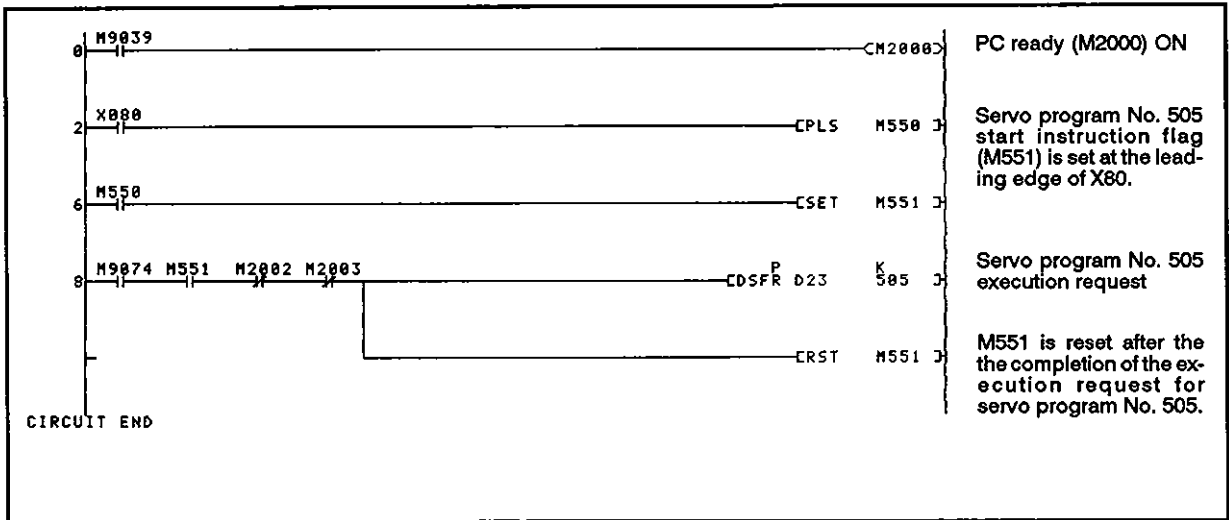 M9039
0 <M2000> PC ready (M2000) ON
X080
2 [PLS M550 ] Servo program No. 505
start instruction flag
(M551) is set at the lead-
ing edge of X80.
M550
6 [SET M551 ]
M9074 M551 M2002 M2003 P K
8 [DSFR D23 505 ] Servo program No. 505
execution request
[RST M551 ] M551 is reset after the
the completion of the ex-
ecution request for
servo program No. 505.
CIRCUIT END